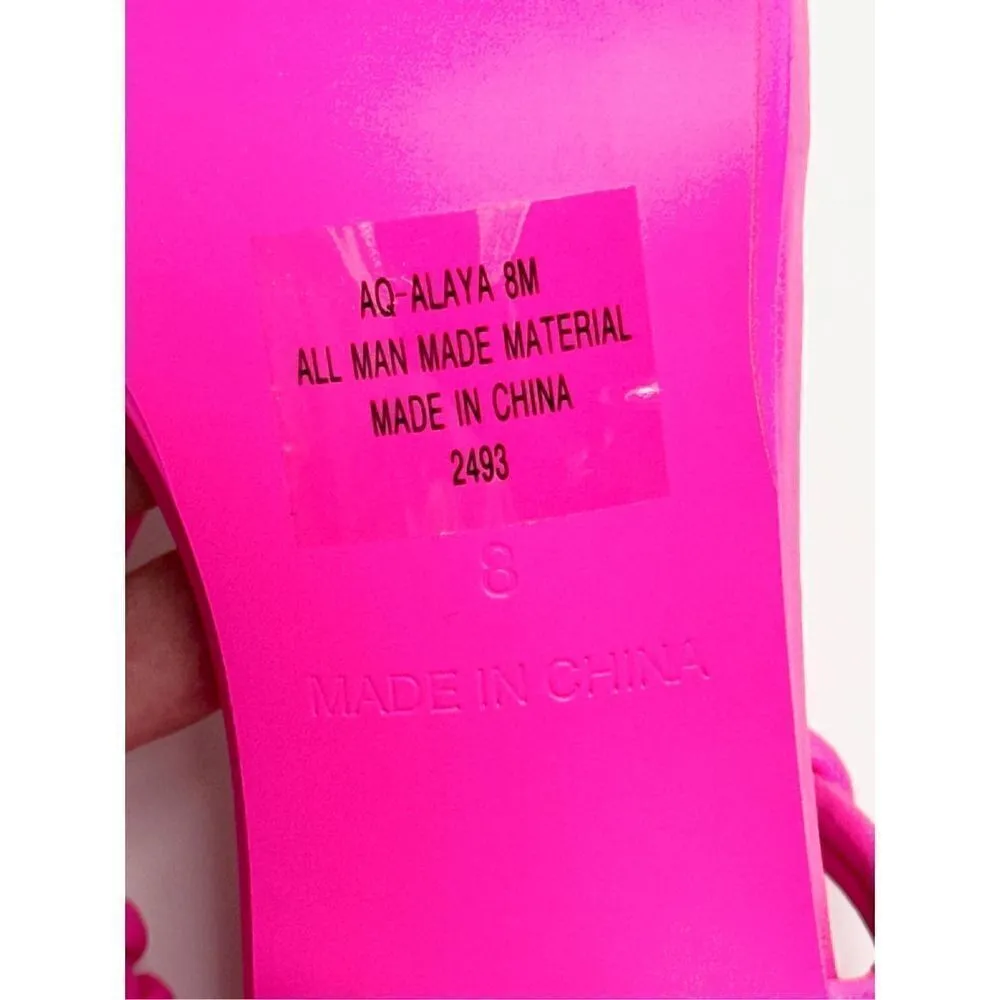 AQ-ALAYA 8M
ALL MAN MADE MATERIAL
MADE IN CHINA
2493
8
MADE IN CHINA